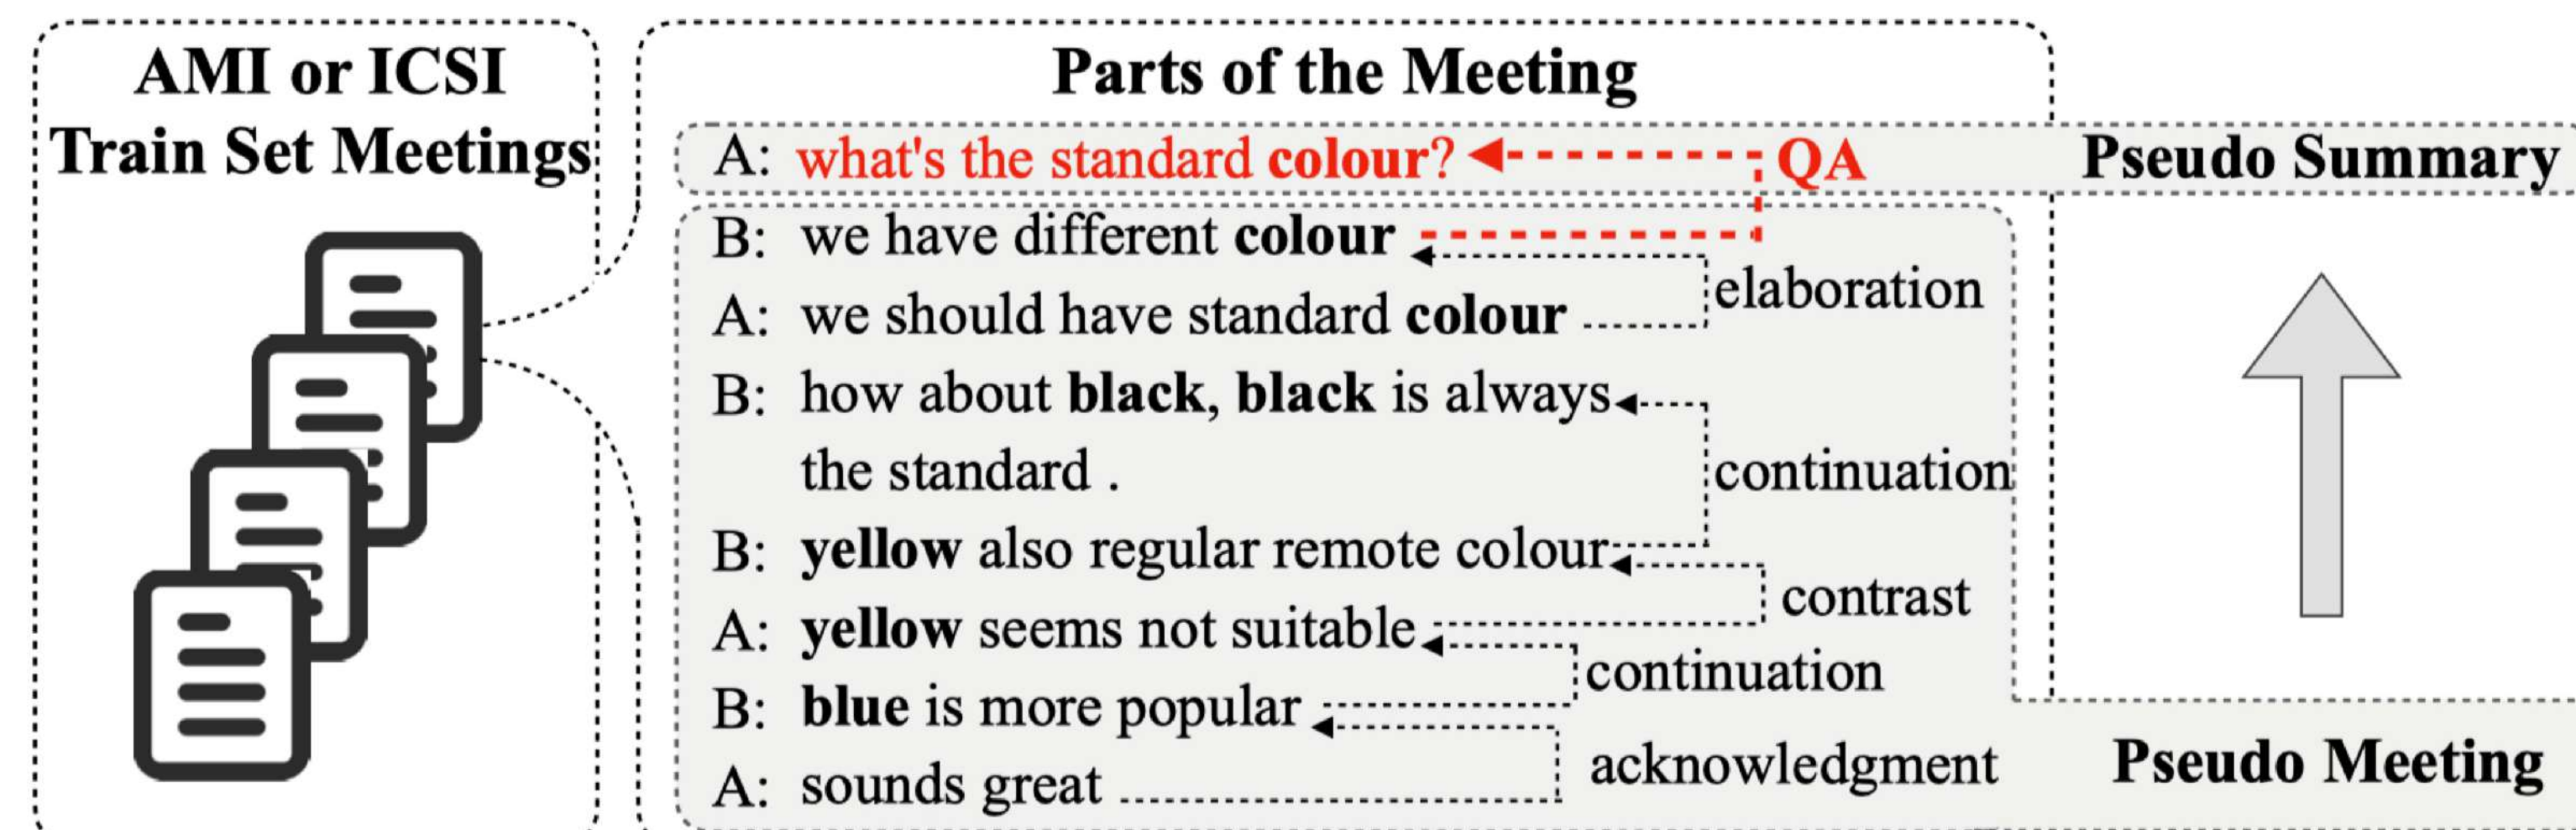 AMI or ICSI
Train Set Meetings
Parts of the Meeting
A: what's the standard colour? QA
Pseudo Summary
B: we have different colour
elaboration
A: we should have standard colour
B: how about black, black is always
the standard .
continuation
B: yellow also regular remote colour
contrast
A: yellow seems not suitable
continuation
B: blue is more popular
acknowledgment
A: sounds great
Pseudo Meeting